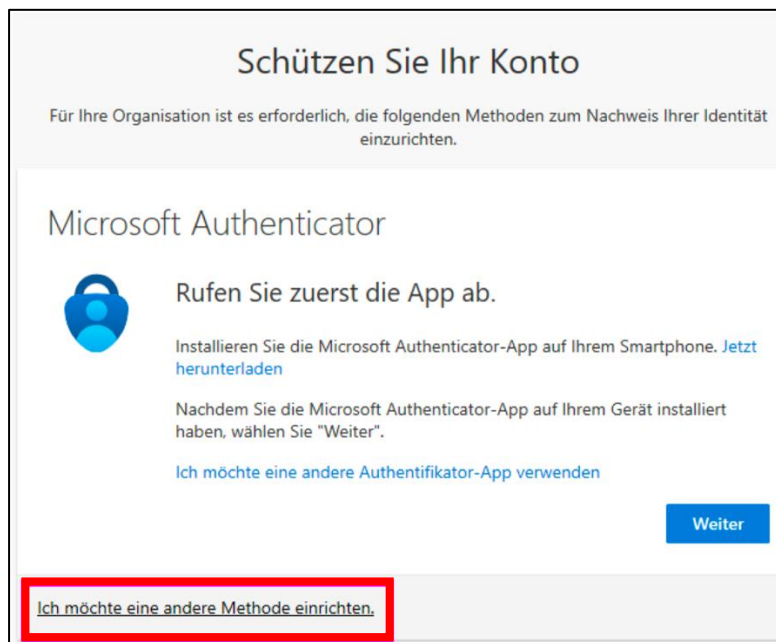 Schützen Sie Ihr Konto
Für Ihre Organisation ist es erforderlich, die folgenden Methoden zum Nachweis Ihrer Identität
einzurichten.
Microsoft Authenticator
Rufen Sie zuerst die App ab.
Installieren Sie die Microsoft Authenticator-App auf Ihrem Smartphone. Jetzt
herunterladen
Nachdem Sie die Microsoft Authenticator-App auf Ihrem Gerät installiert
haben, wählen Sie "Weiter".
Ich möchte eine andere Authentifikator-App verwenden
Weiter
Ich möchte eine andere Methode einrichten.